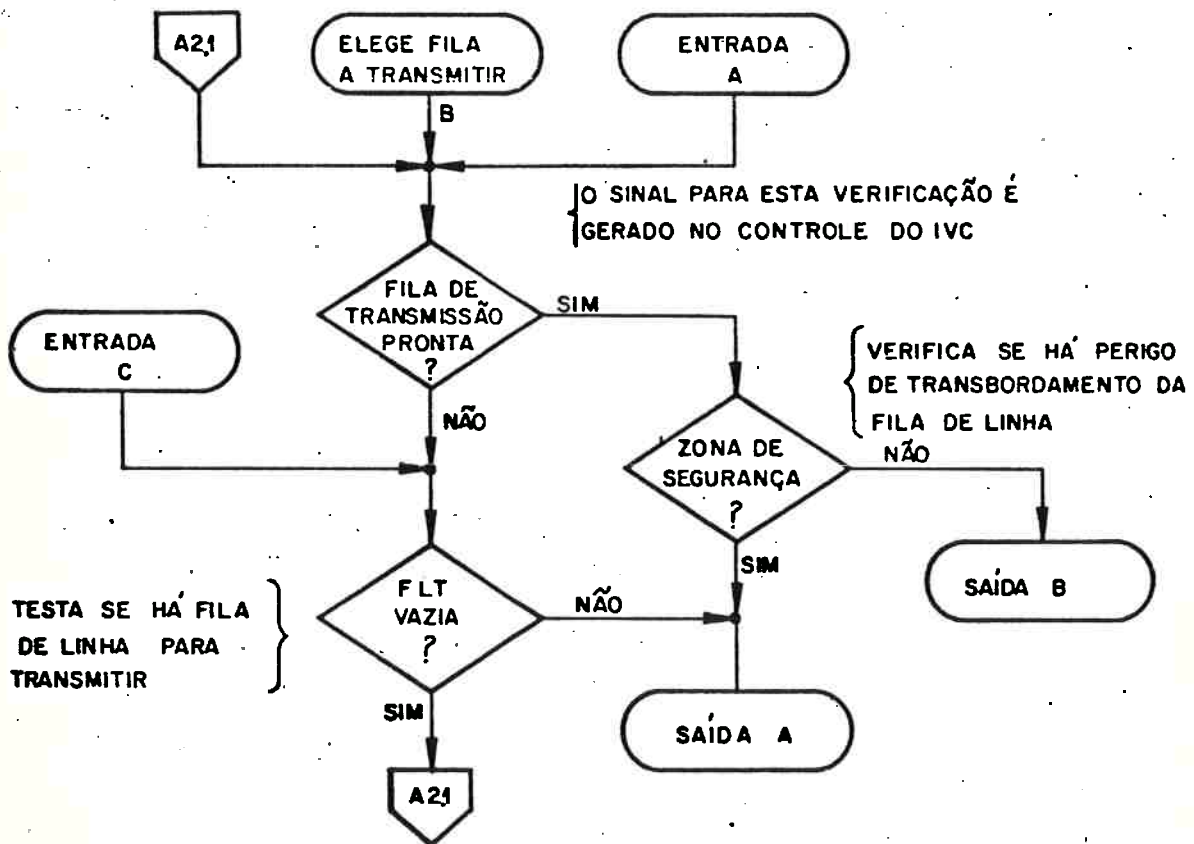 A2.1
ELEGE FILA
A TRANSMITIR
ENTRADA
A
B
O SINAL PARA ESTA VERIFICAÇÃO É
GERADO NO CONTROLE DO IVC
FILA DE
TRANSMISSÃO
PRONTA
?
SIM
ENTRADA
C
VERIFICA SE HÁ PERIGO
DE TRANSBORDAMENTO DA
FILA DE LINHA
NÃO
ZONA DE
SEGURANÇA
?
NÃO
SIM
SAÍDA B
TESTA SE HÁ FILA
DE LINHA PARA
TRANSMITIR
FLT
VAZIA
?
NÃO
SIM
SAÍDA A
A2.1